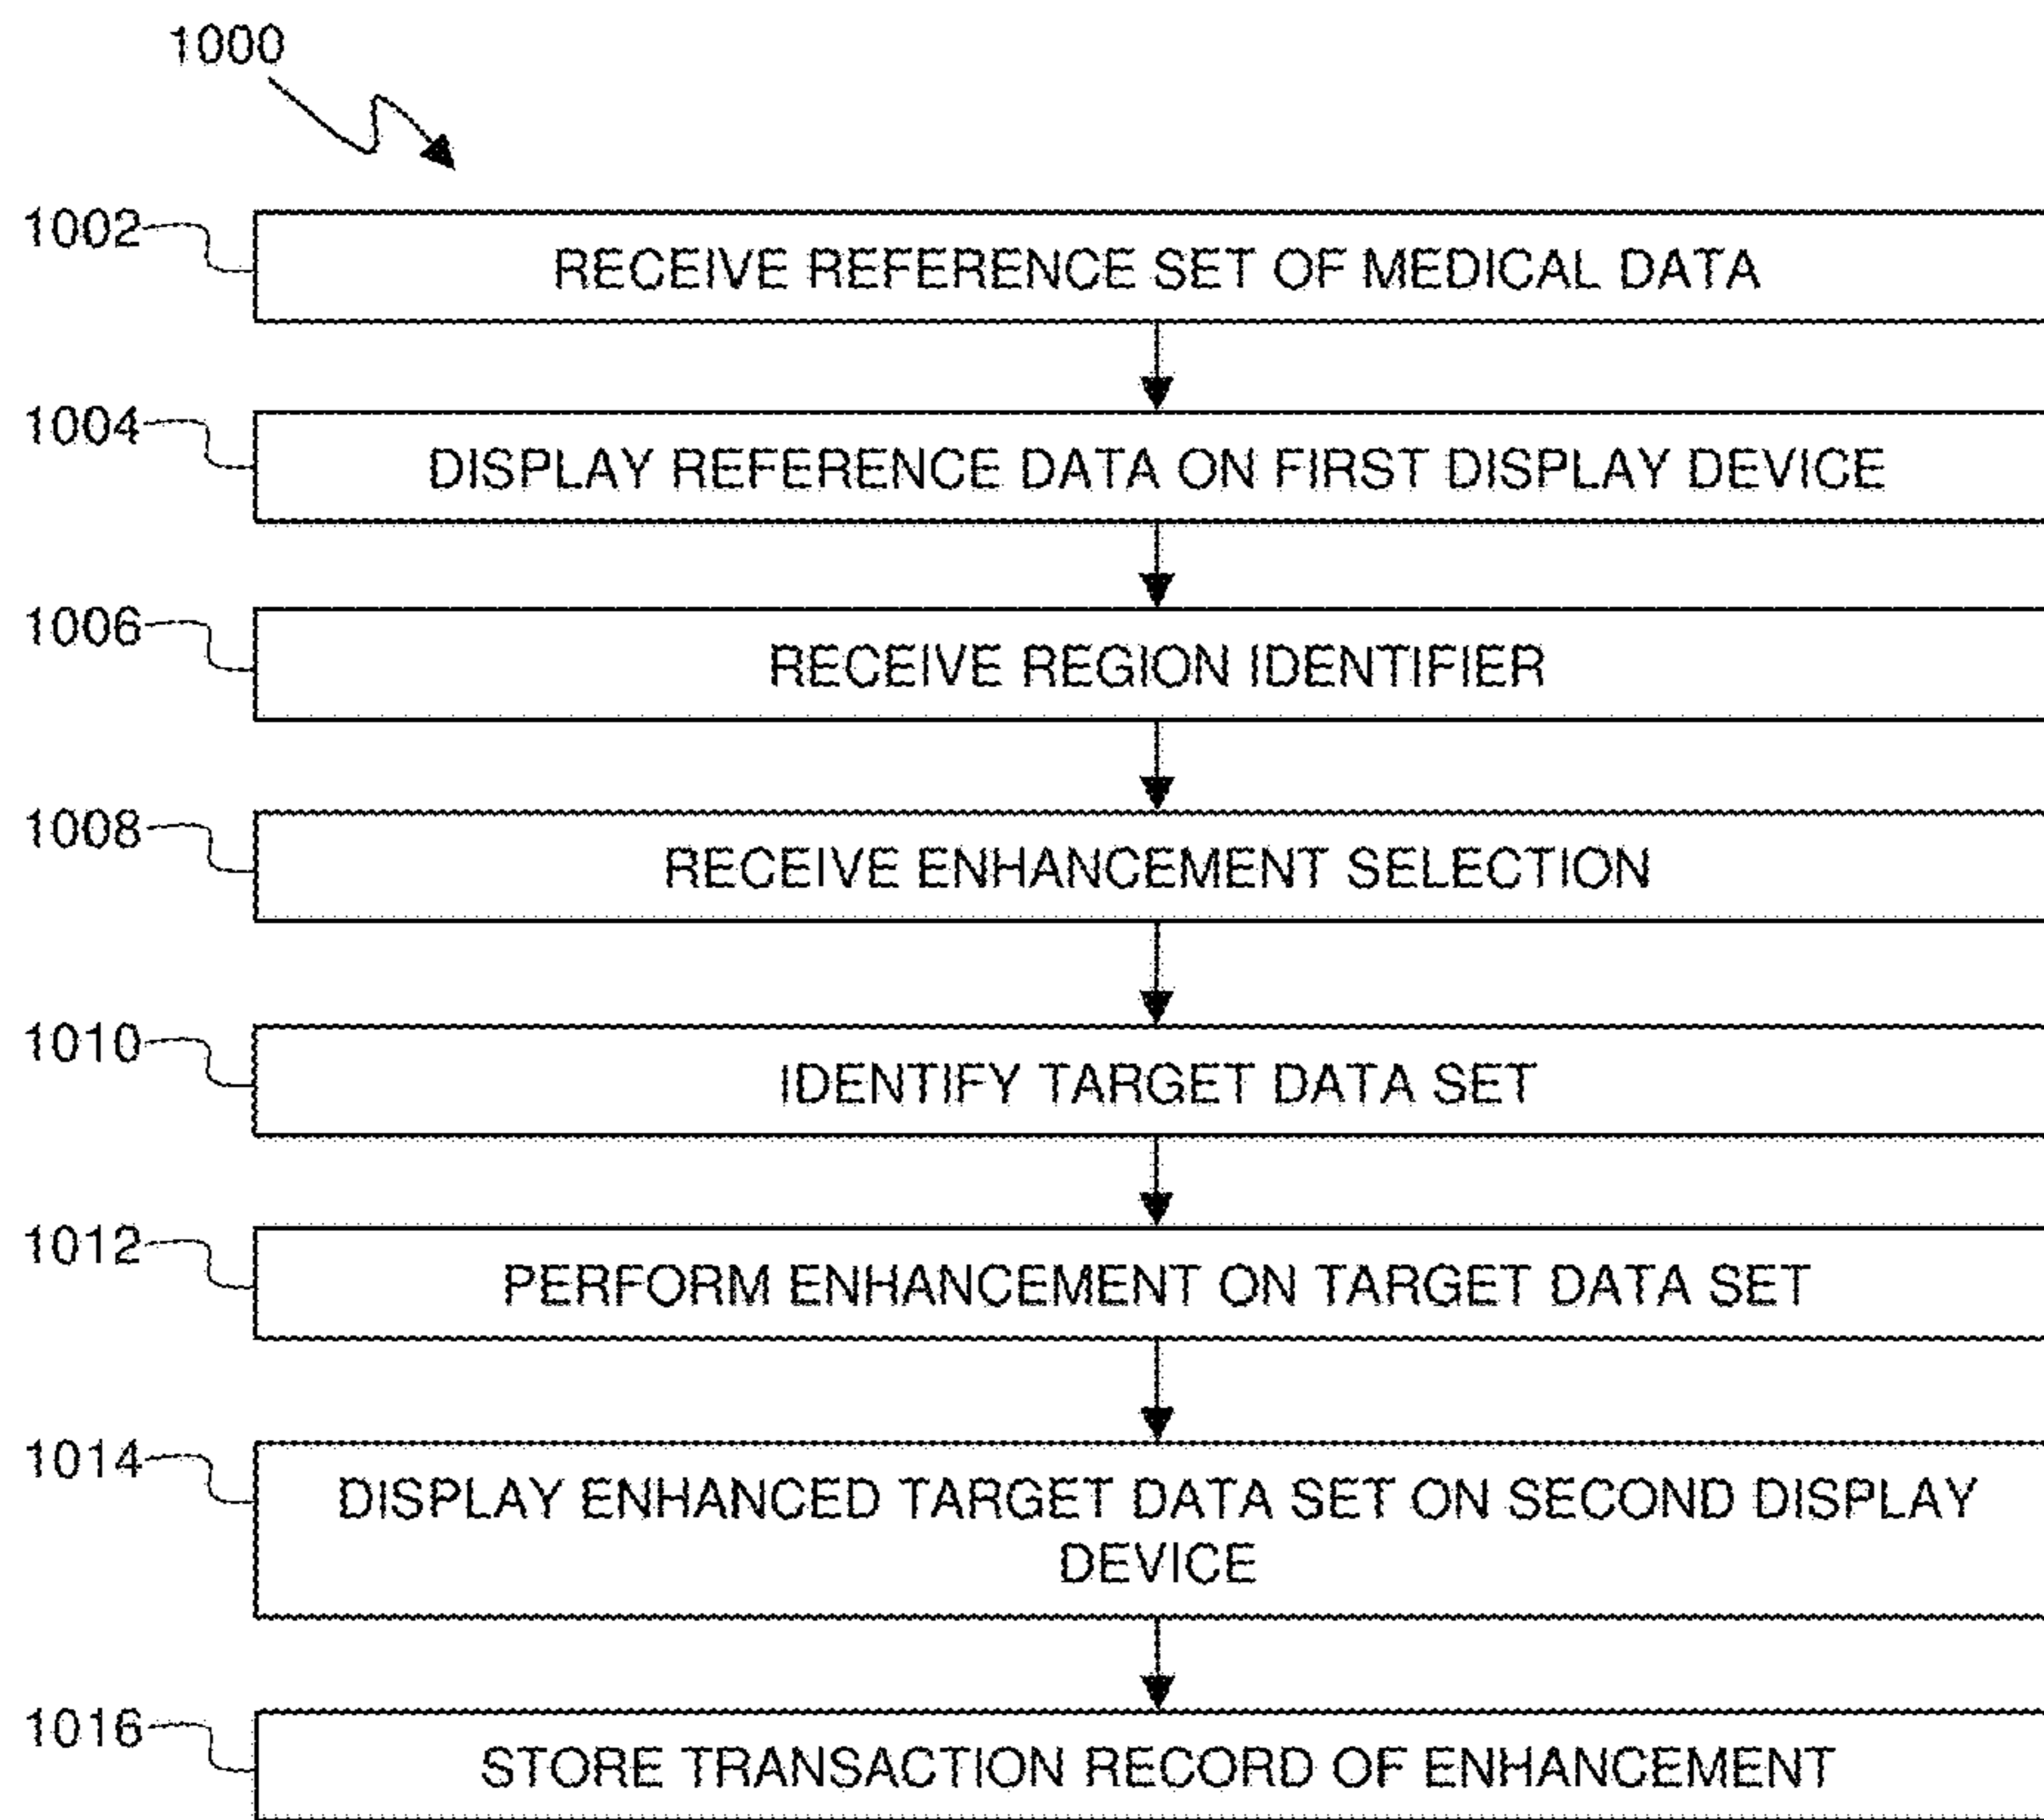 1000
1002
RECEIVE REFERENCE SET OF MEDICAL DATA
1004
DISPLAY REFERENCE DATA ON FIRST DISPLAY DEVICE
1006
RECEIVE REGION IDENTIFIER
1008
RECEIVE ENHANCEMENT SELECTION
1010
IDENTIFY TARGET DATA SET
1012
PERFORM ENHANCEMENT ON TARGET DATA SET
1014
DISPLAY ENHANCED TARGET DATA SET ON SECOND DISPLAY
DEVICE
1016
STORE TRANSACTION RECORD OF ENHANCEMENT